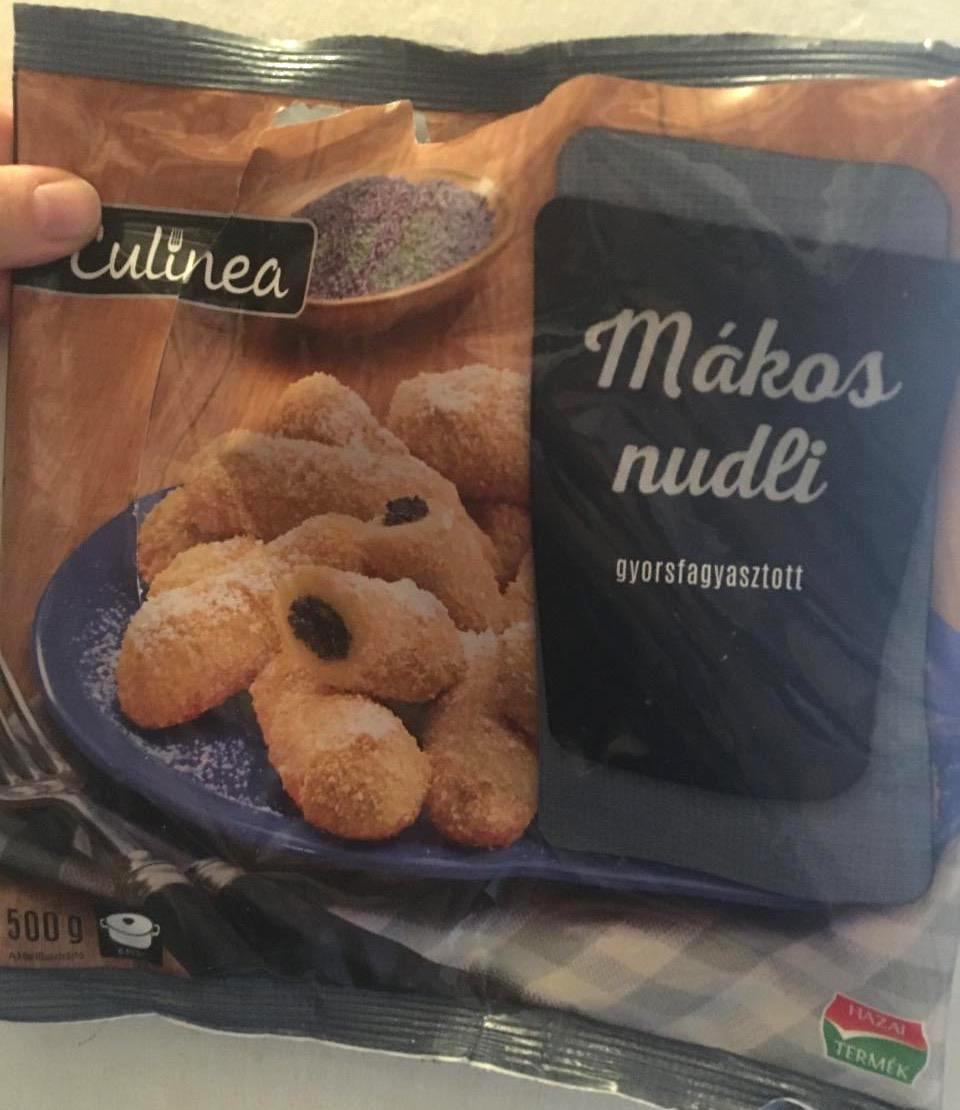 Culinea
Mákos
nudli
gyorsfagyasztott
500 g
HAZAI
TERMÉK